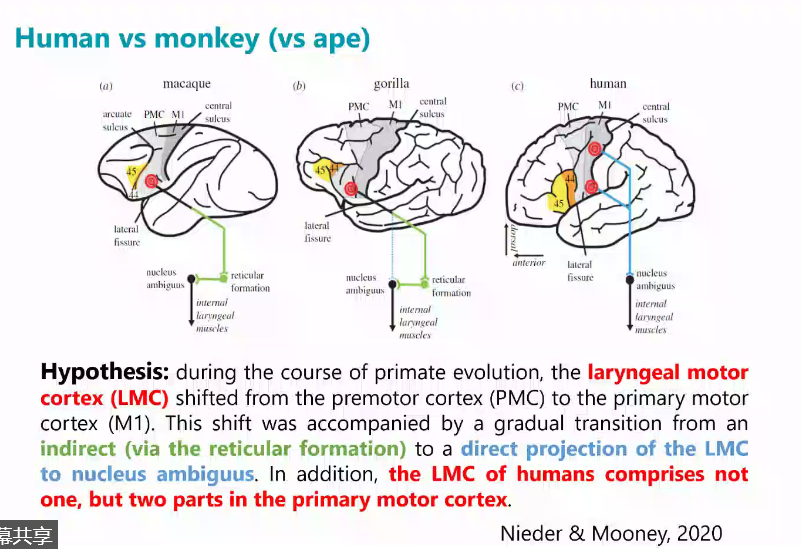 Human vs monkey (vs ape)
(a) macaque
arcuate sulcus
PMC M1
central sulcus
45
44
lateral fissure
nucleus ambiguus
reticular formation
internal laryngeal muscles
(b) gorilla
PMC M1
central sulcus
45
44
lateral fissure
nucleus ambiguus
reticular formation
internal laryngeal muscles
(c) human
PMC M1
central sulcus
44
45
dorsal
anterior
lateral fissure
nucleus ambiguus
internal laryngeal muscles
Hypothesis: during the course of primate evolution, the laryngeal motor
cortex (LMC) shifted from the premotor cortex (PMC) to the primary motor
cortex (M1). This shift was accompanied by a gradual transition from an
indirect (via the reticular formation) to a direct projection of the LMC
to nucleus ambiguus. In addition, the LMC of humans comprises not
one, but two parts in the primary motor cortex.
幕共享
Nieder & Mooney, 2020